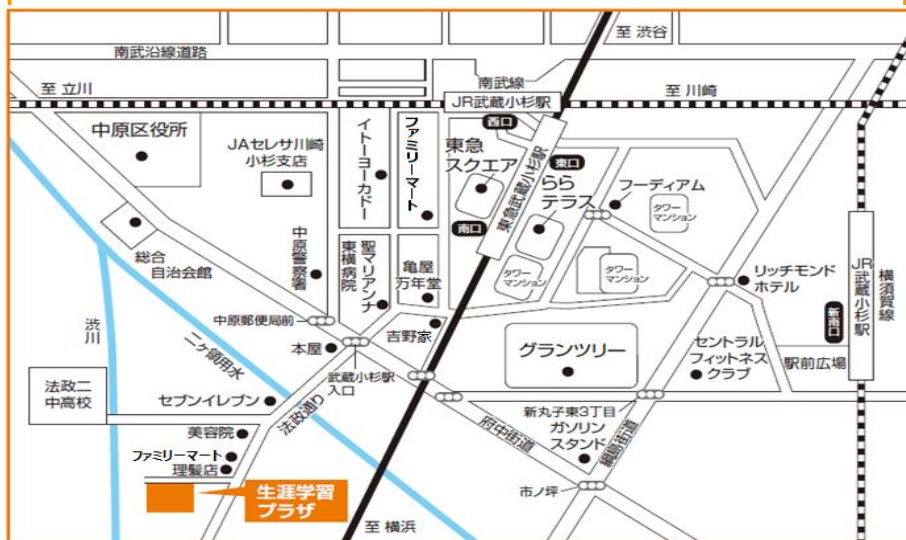 至 渋谷
南武沿線道路
南武線
至 立川
至 川崎
JR武蔵小杉駅
中原区役所
西口
JAセレサ川崎
小杉支店
イトーヨーカドー
ファミリーマート
東急
スクエア
東急武蔵小杉駅
東口
らら
テラス
フーディアム
タワー
マンション
南口
総合
自治会館
中原警察署
聖マリアンナ
東横病院
亀屋
万年堂
タワー
マンション
タワー
マンション
リッチモンド
ホテル
JR武蔵小杉駅
横須賀線
新南口
渋川
二ヶ領用水
中原郵便局前
本屋
吉野家
武蔵小杉駅
入口
グランツリー
セントラル
フィットネス
クラブ
駅前広場
法政二
中高校
セブンイレブン
法政通り
新丸子東3丁目
ガソリン
スタンド
府中街道
綱島街道
美容院
ファミリーマート
理髪店
生涯学習
プラザ
市ノ坪
至 横浜